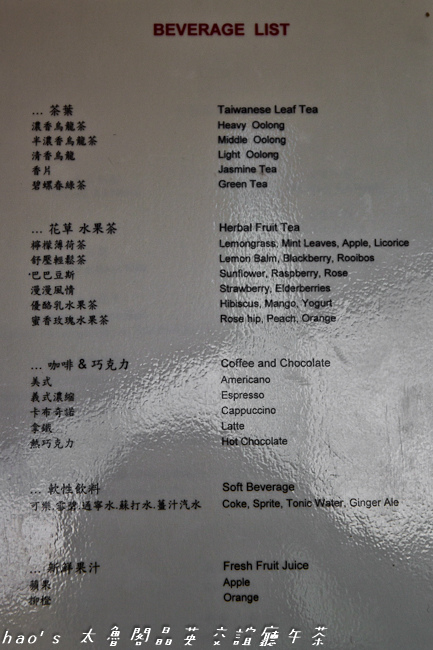 BEVERAGE LIST
... 茶葉 Taiwanese Leaf Tea
濃香烏龍茶 Heavy Oolong
半濃香烏龍茶 Middle Oolong
清香烏龍 Light Oolong
香片 Jasmine Tea
碧螺春綠茶 Green Tea
... 花草 水果茶 Herbal Fruit Tea
檸檬薄荷茶 Lemongrass, Mint Leaves, Apple, Licorice
舒壓輕鬆茶 Lemon Balm, Blackberry, Rooibos
巴巴豆斯 Sunflower, Raspberry, Rose
漫漫風情 Strawberry, Elderberries
優酪乳水果茶 Hibiscus, Mango, Yogurt
蜜香玫瑰水果茶 Rose hip, Peach, Orange
... 咖啡 & 巧克力 Coffee and Chocolate
美式 Americano
義式濃縮 Espresso
卡布奇諾 Cappuccino
拿鐵 Latte
熱巧克力 Hot Chocolate
... 軟性飲料 Soft Beverage
可樂.雪碧.通寧水.蘇打水.薑汁汽水 Coke, Sprite, Tonic Water, Ginger Ale
... 新鮮果汁 Fresh Fruit Juice
蘋果 Apple
柳橙 Orange
hao's 太魯閣晶英 交誼廳午茶